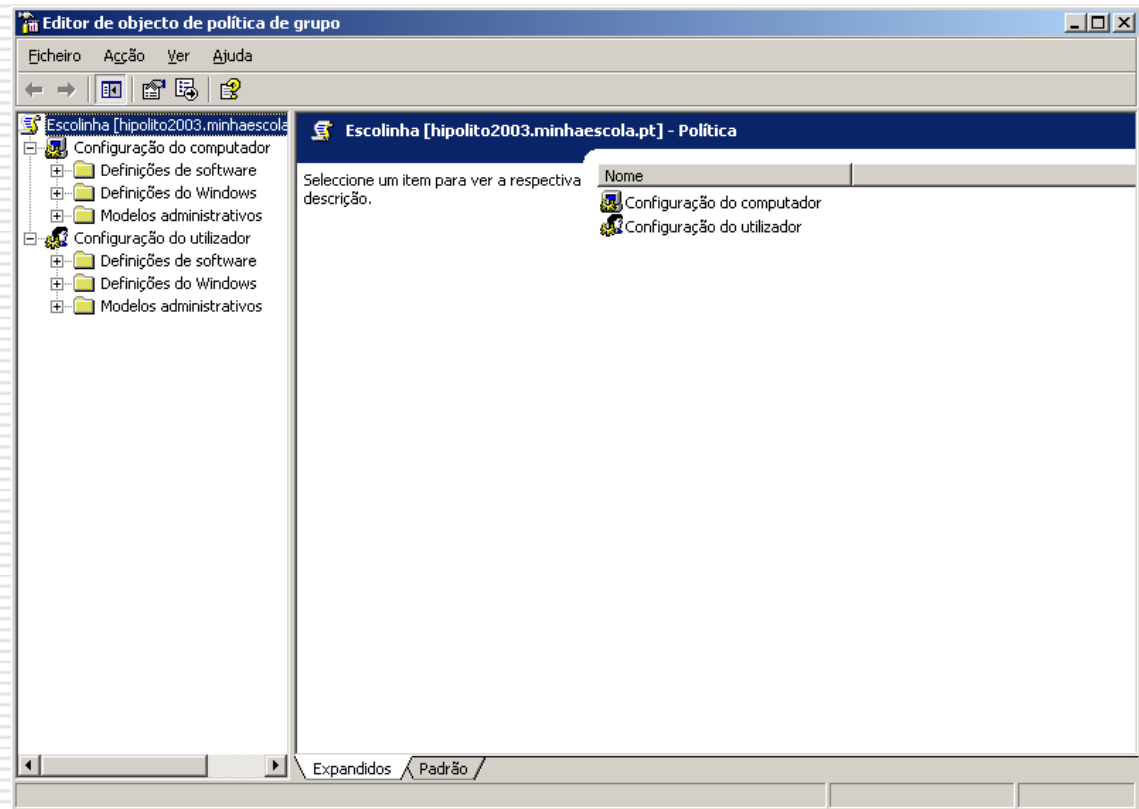 Editor de objecto de política de grupo
Ficheiro Acção Ver Ajuda
Escolinha [hipolito2003.minhaescola
Configuração do computador
Definições de software
Definições do Windows
Modelos administrativos
Configuração do utilizador
Definições de software
Definições do Windows
Modelos administrativos
Escolinha [hipolito2003.minhaescola.pt] - Política
Seleccione um item para ver a respectiva
descrição.
Nome
Configuração do computador
Configuração do utilizador
Expandidos Padrão